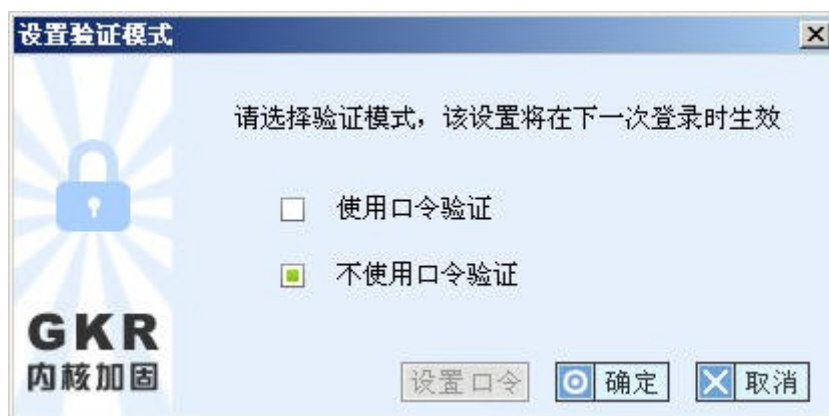 设置验证模式
请选择验证模式，该设置将在下一次登录时生效
使用口令验证
不使用口令验证
GKR
内核加固
设置口令 确定 取消